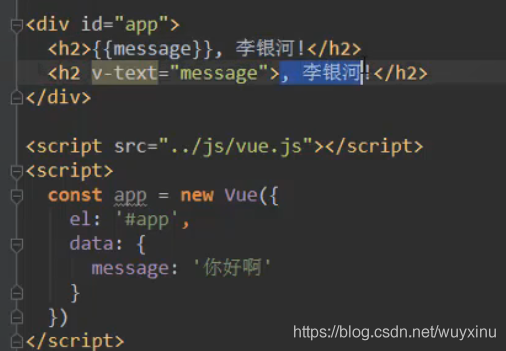 <div id="app">
<h2>{{message}}, 李银河!</h2>
<h2 v-text="message">, 李银河!</h2>
</div>
<script src="../js/vue.js"></script>
<script>
const app = new Vue({
el: '#app',
data: {
message: '你好啊'
}
})
</script>
https://blog.csdn.net/wuyxinu